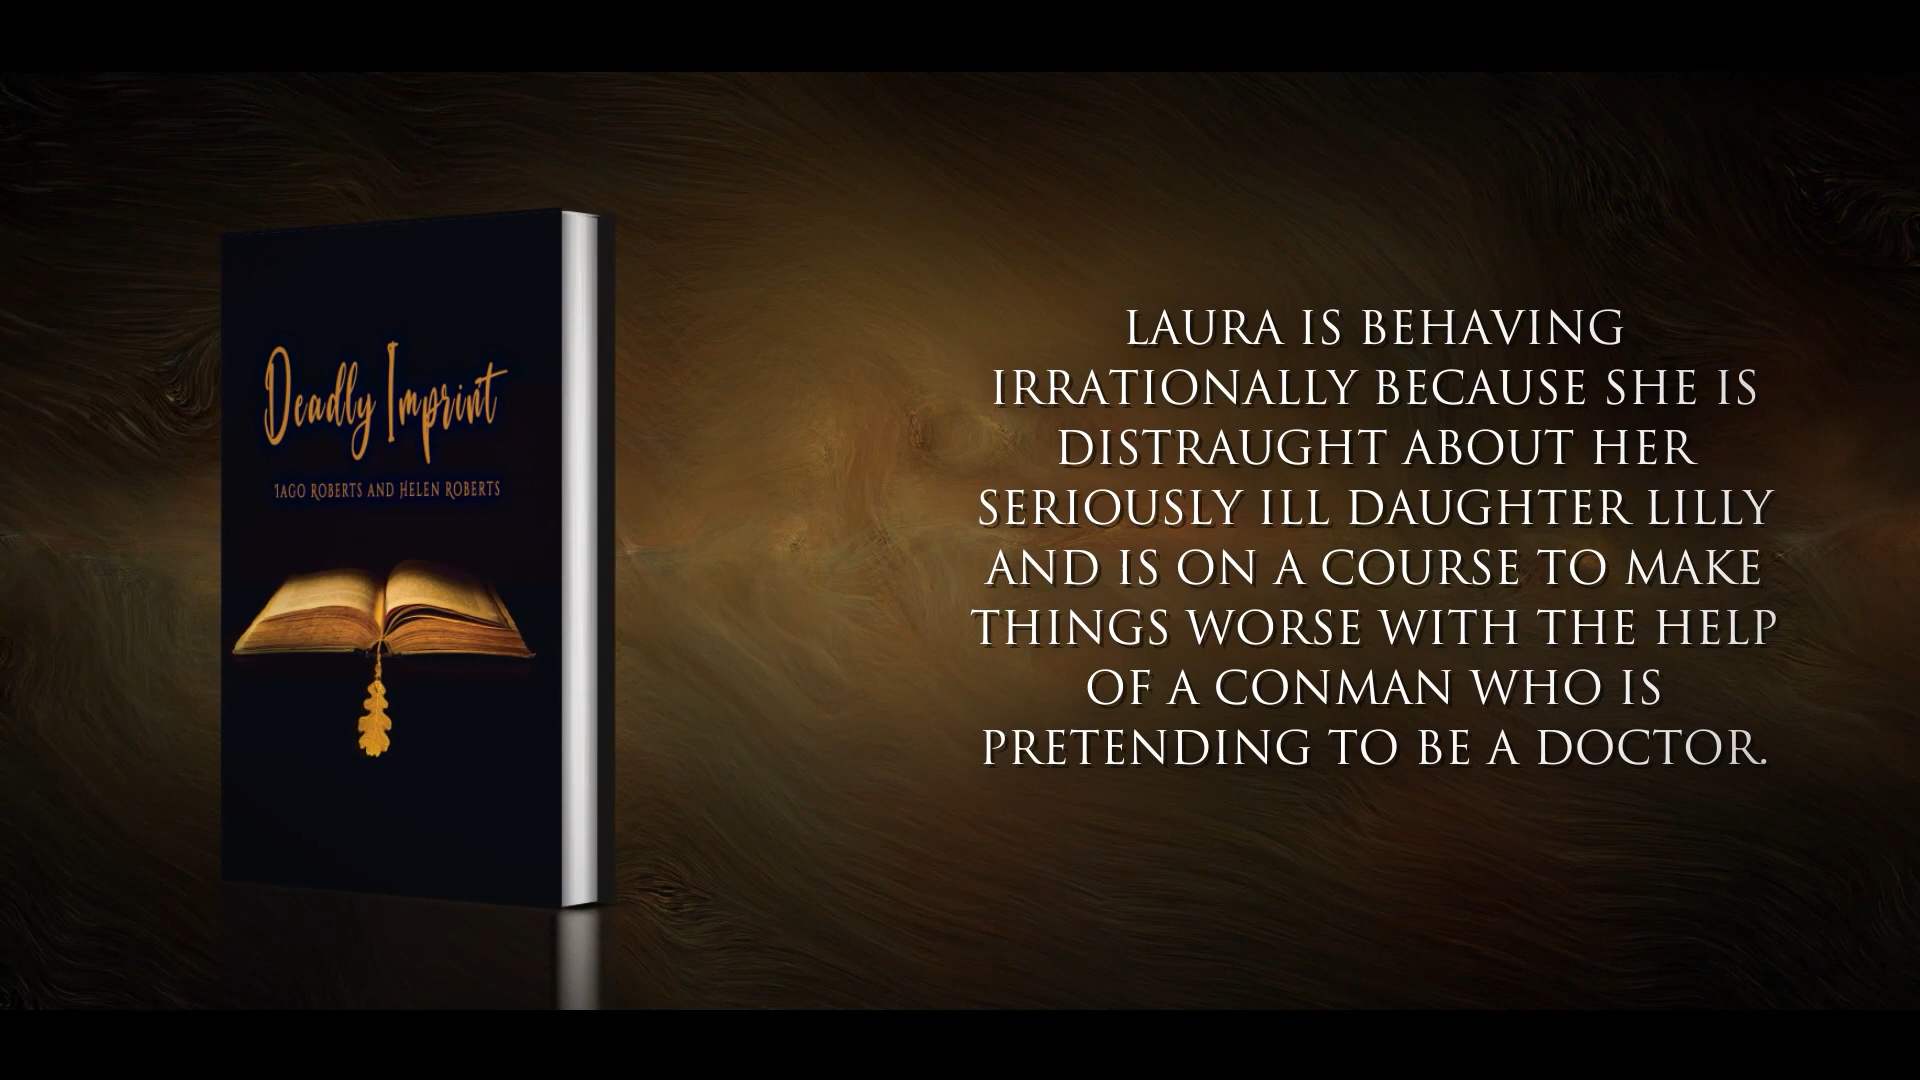 Deadly Imprint
Iago Roberts and Helen Roberts
LAURA IS BEHAVING
IRRATIONALLY BECAUSE SHE IS
DISTRAUGHT ABOUT HER
SERIOUSLY ILL DAUGHTER LILLY
AND IS ON A COURSE TO MAKE
THINGS WORSE WITH THE HELP
OF A CONMAN WHO IS
PRETENDING TO BE A DOCTOR.